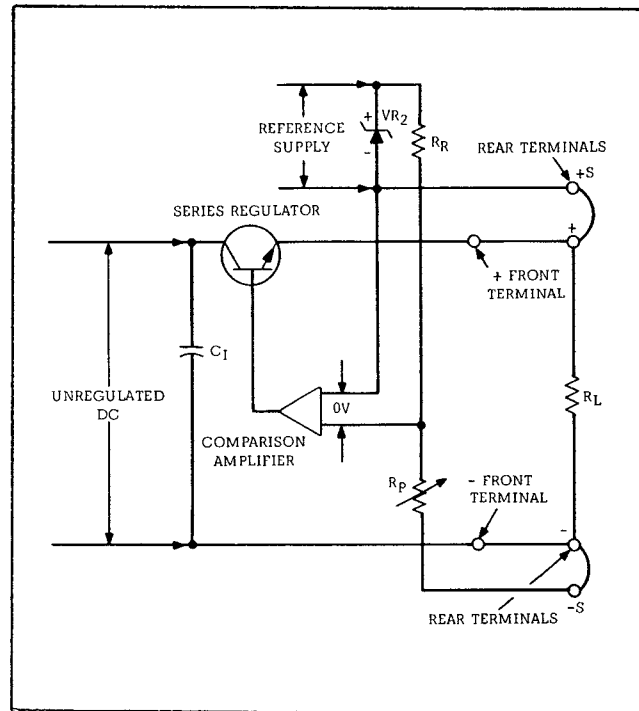 + VR2
-
REFERENCE
SUPPLY
RR
REAR TERMINALS
+S
SERIES REGULATOR
+
+ FRONT
TERMINAL
CI
UNREGULATED
DC
0V
COMPARISON
AMPLIFIER
RL
RP
- FRONT
TERMINAL
-
REAR TERMINALS
-S